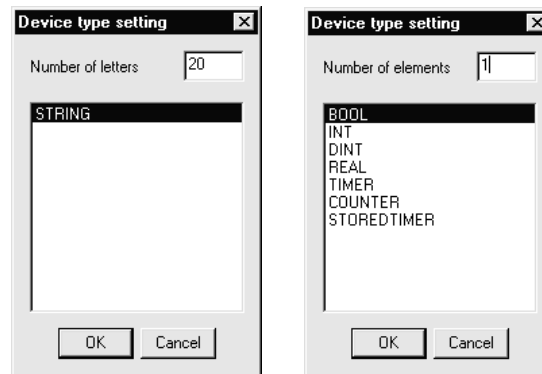 Device type setting
Number of letters 20
STRING
OK Cancel
Device type setting
Number of elements 1
BOOL
INT
DINT
REAL
TIMER
COUNTER
STOREDTIMER
OK Cancel